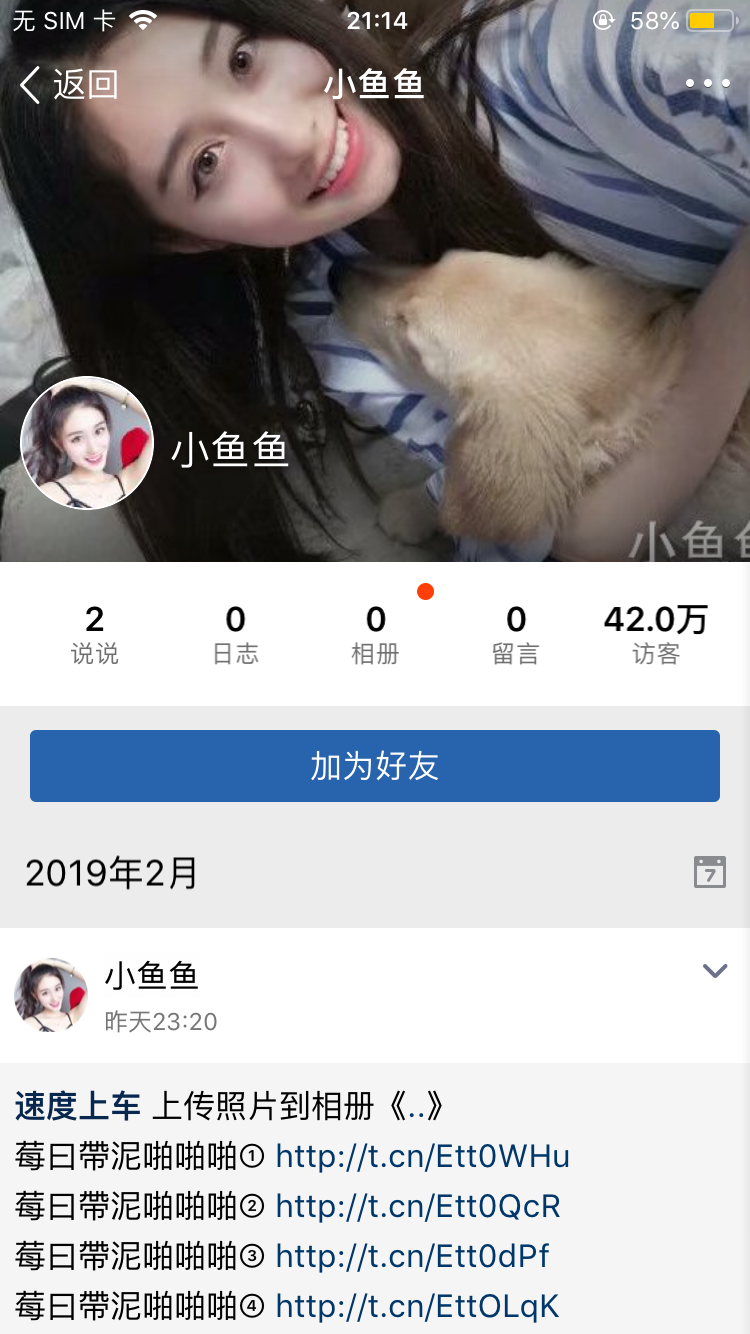 无 SIM 卡 21:14 58%
返回 小鱼鱼
小鱼鱼
小鱼
2 0 0 0 42.0万
说说 日志 相册 留言 访客
加为好友
2019年2月
7
小鱼鱼
昨天23:20
速度上车 上传照片到相册《..》
莓曰帶泥啪啪啪① http://t.cn/Ett0WHu
莓曰帶泥啪啪啪② http://t.cn/Ett0QcR
莓曰帶泥啪啪啪③ http://t.cn/Ett0dPf
莓曰帶泥啪啪啪④ http://t.cn/EttOLqK